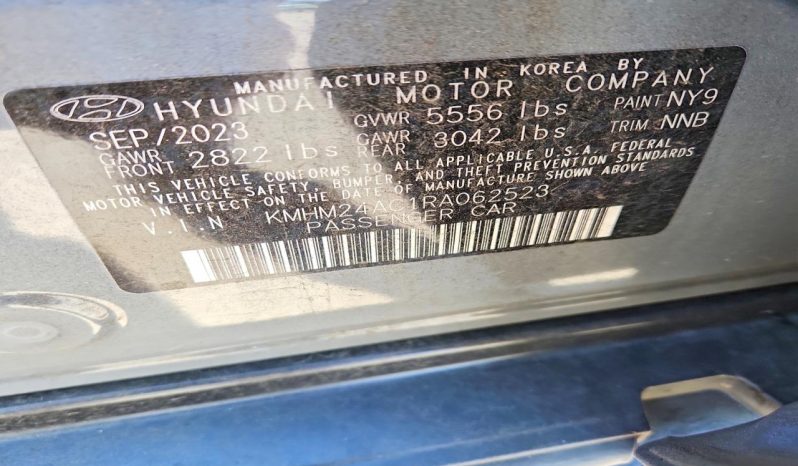 MANUFACTURED IN KOREA BY
HYUNDAI MOTOR COMPANY
SEP/2023 GVWR 5556 lbs PAINT NY9
GAWR FRONT 2822 lbs GAWR REAR 3042 lbs TRIM NNB
THIS VEHICLE CONFORMS TO ALL APPLICABLE U.S.A. FEDERAL
MOTOR VEHICLE SAFETY, BUMPER, AND THEFT PREVENTION STANDARDS
IN EFFECT ON THE DATE OF MANUFACTURE SHOWN ABOVE
V.I.N KMHM24AC1RA062523
PASSENGER CAR